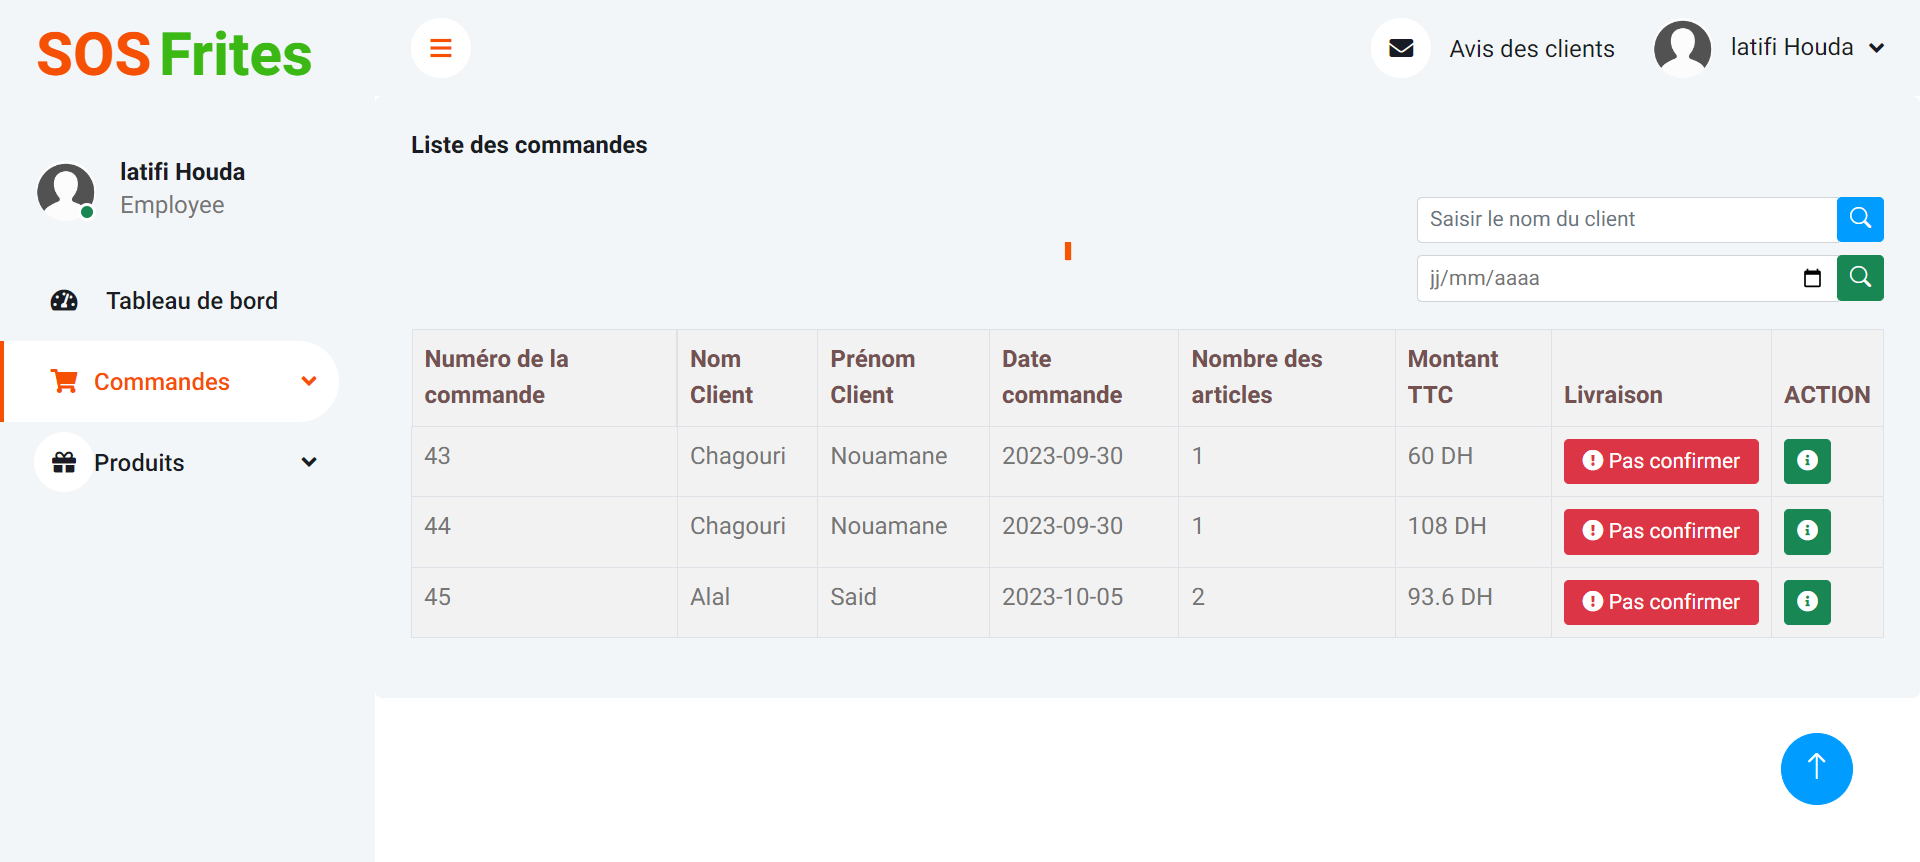 SOS Frites
Avis des clients
latifi Houda
latifi Houda
Employee
Tableau de bord
Commandes
Produits
Liste des commandes
Saisir le nom du client
jj/mm/aaaa
Numéro de la commande Nom Client Prénom Client Date commande Nombre des articles Montant TTC Livraison ACTION
43 Chagouri Nouamane 2023-09-30 1 60 DH Pas confirmer
44 Chagouri Nouamane 2023-09-30 1 108 DH Pas confirmer
45 Alal Said 2023-10-05 2 93.6 DH Pas confirmer